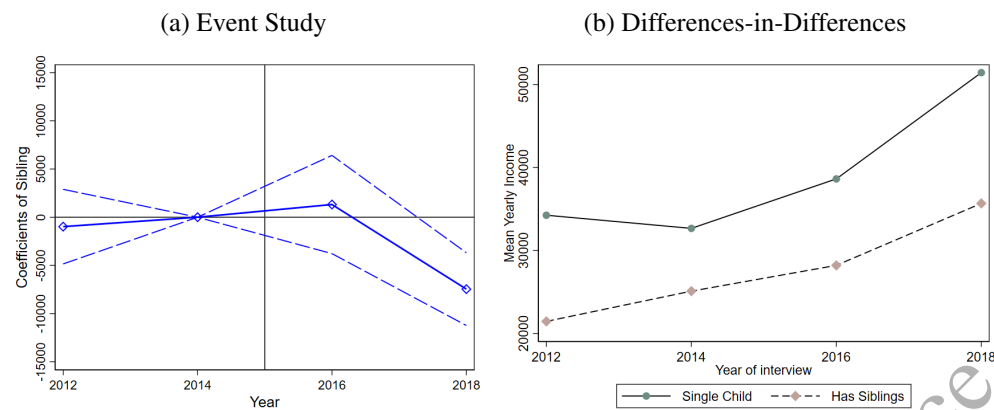 (a) Event Study
Coefficients of Sibling
15000
10000
5000
0
-5000
-10000
-15000
2012
2014
2016
2018
Year
(b) Differences-in-Differences
Mean Yearly Income
50000
40000
30000
20000
2012
2014
2016
2018
Year of interview
Single Child
Has Siblings